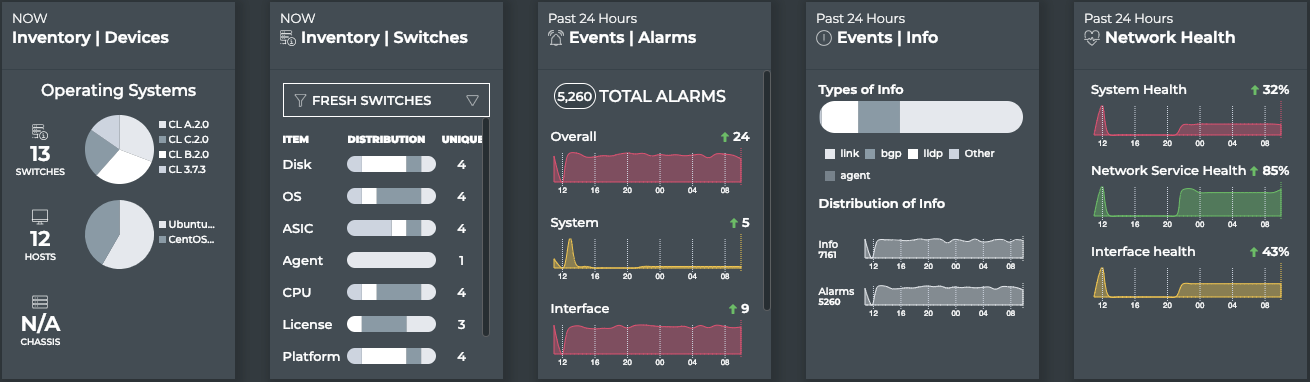 NOW
Inventory | Devices
Operating Systems
13
SWITCHES
CL A.2.0
CL C.2.0
CL B.2.0
CL 3.7.3
12
HOSTS
Ubuntu...
CentOS...
N/A
CHASSIS
NOW
Inventory | Switches
FRESH SWITCHES
ITEM DISTRIBUTION UNIQUE
Disk 4
OS 4
ASIC 4
Agent 1
CPU 4
License 3
Platform 4
Past 24 Hours
Events | Alarms
5,260 TOTAL ALARMS
Overall 24
12 16 20 00 04 08
System 5
12 16 20 00 04 08
Interface 9
12 16 20 00 04 08
Past 24 Hours
Events | Info
Types of Info
link bgp lldp Other
agent
Distribution of Info
Info
7161
12 16 20 00 04 08
Alarms
5260
12 16 20 00 04 08
Past 24 Hours
Network Health
System Health 32%
12 16 20 00 04 08
Network Service Health 85%
12 16 20 00 04 08
Interface health 43%
12 16 20 00 04 08